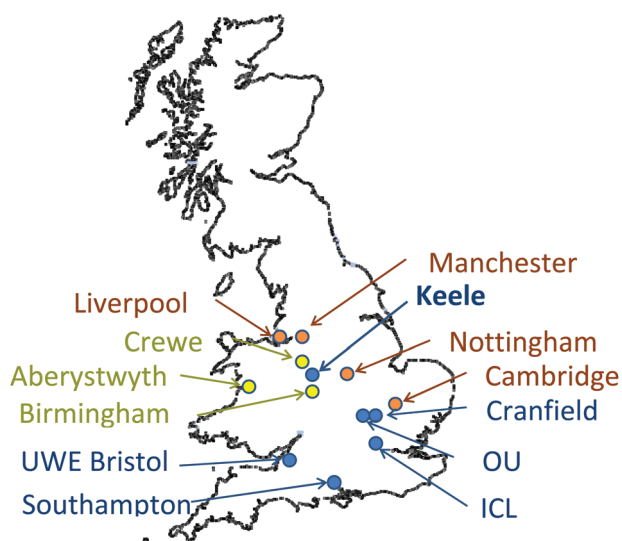 Manchester
Keele
Liverpool
Crewe
Nottingham
Aberystwyth
Cambridge
Birmingham
Cranfield
UWE Bristol
OU
Southampton
ICL